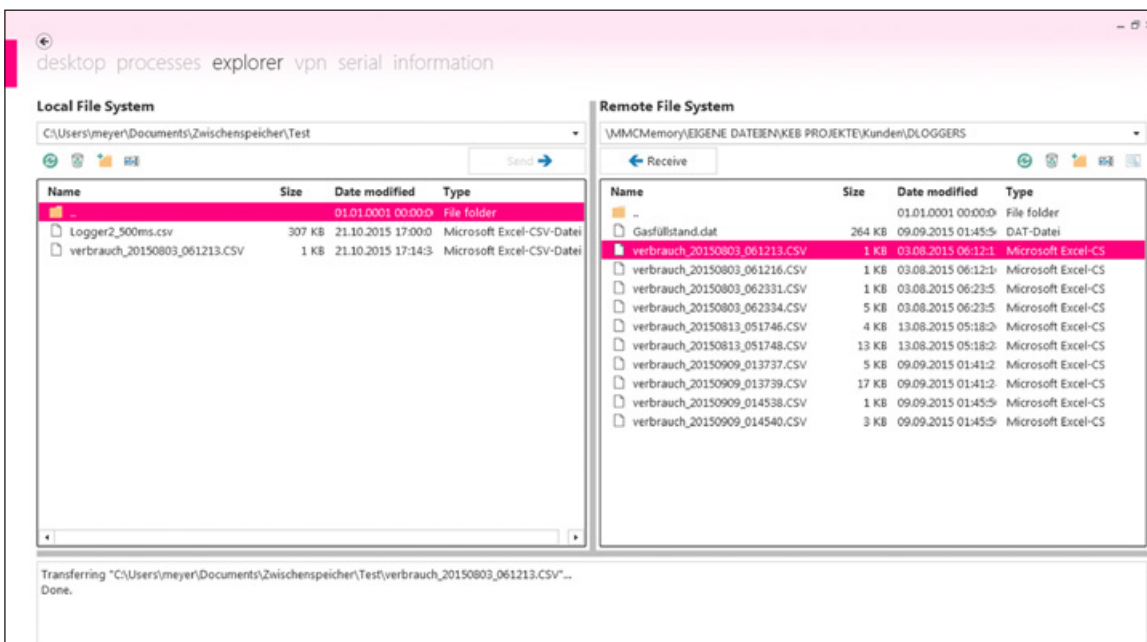 desktop processes explorer vpn serial information
Local File System
C:\Users\meyer\Documents\Zwischenspeicher\Test
Send
Name Size Date modified Type
.. 01.01.0001 00:00:0 File folder
Logger2_500ms.csv 307 KB 21.10.2015 17:00:0 Microsoft Excel-CSV-Datei
verbrauch_20150803_061213.CSV 1 KB 21.10.2015 17:14:3 Microsoft Excel-CSV-Datei
Remote File System
\MMCMemory\EIGENE DATEIEN\KEB PROJEKTE\Kunden\DLOGGERS
Receive
Name Size Date modified Type
.. 01.01.0001 00:00:0 File folder
Gasfüllstand.dat 264 KB 09.09.2015 01:45:5 DAT-Datei
verbrauch_20150803_061213.CSV 1 KB 03.08.2015 06:12:1 Microsoft Excel-CS
verbrauch_20150803_061216.CSV 1 KB 03.08.2015 06:12:1 Microsoft Excel-CS
verbrauch_20150803_062331.CSV 1 KB 03.08.2015 06:23:5 Microsoft Excel-CS
verbrauch_20150803_062334.CSV 5 KB 03.08.2015 06:23:5 Microsoft Excel-CS
verbrauch_20150813_051746.CSV 4 KB 13.08.2015 05:18:2 Microsoft Excel-CS
verbrauch_20150813_051748.CSV 13 KB 13.08.2015 05:18:2 Microsoft Excel-CS
verbrauch_20150909_013737.CSV 5 KB 09.09.2015 01:41:2 Microsoft Excel-CS
verbrauch_20150909_013739.CSV 17 KB 09.09.2015 01:41:2 Microsoft Excel-CS
verbrauch_20150909_014538.CSV 1 KB 09.09.2015 01:45:5 Microsoft Excel-CS
verbrauch_20150909_014540.CSV 3 KB 09.09.2015 01:45:5 Microsoft Excel-CS
Transferring "C:\Users\meyer\Documents\Zwischenspeicher\Test\verbrauch_20150803_061213.CSV"...
Done.